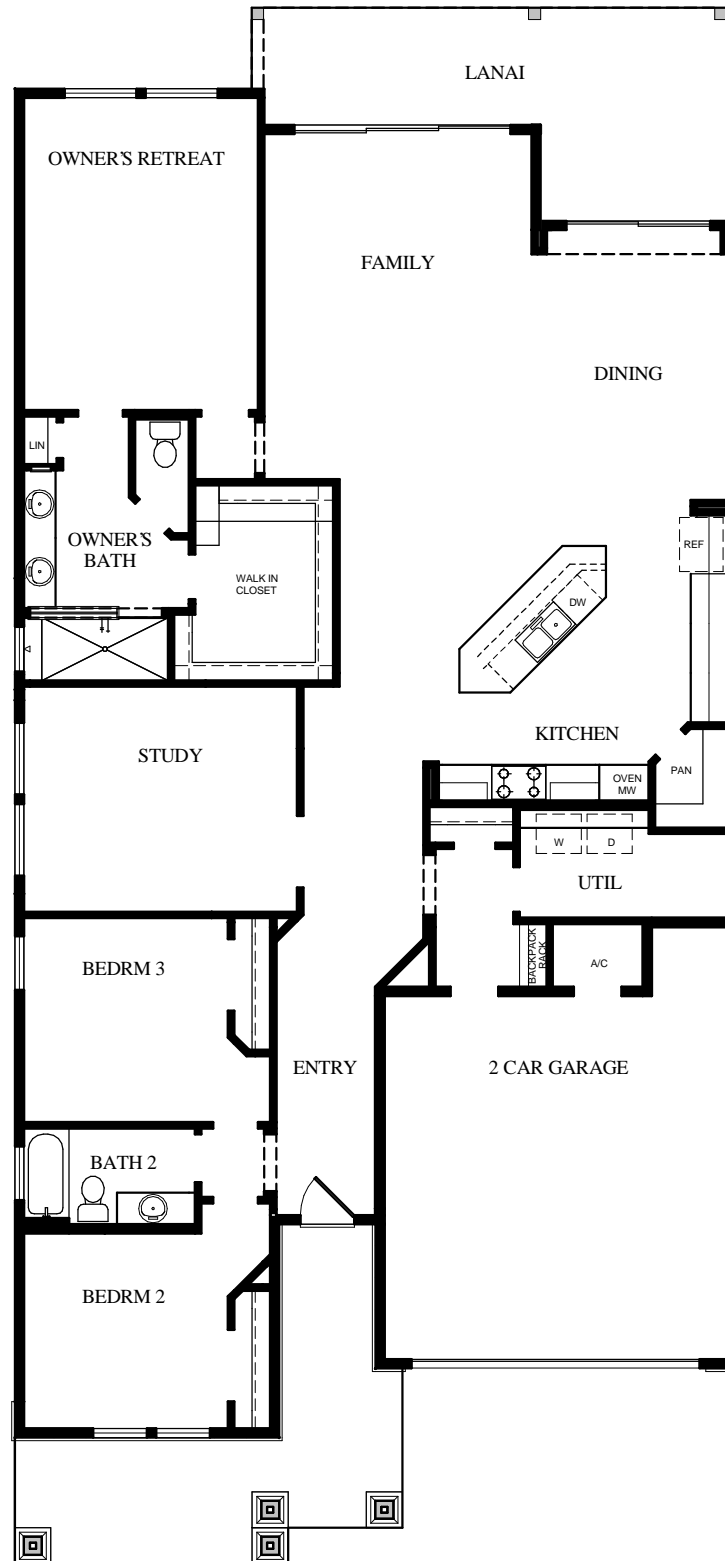 LANAI
OWNER'S RETREAT
FAMILY
DINING
LIN
OWNER'S
BATH
WALK IN
CLOSET
REF
DW
KITCHEN
STUDY
PAN
OVEN
MW
W
D
UTIL
BACKPACK
RACK
A/C
BEDRM 3
ENTRY
2 CAR GARAGE
BATH 2
BEDRM 2